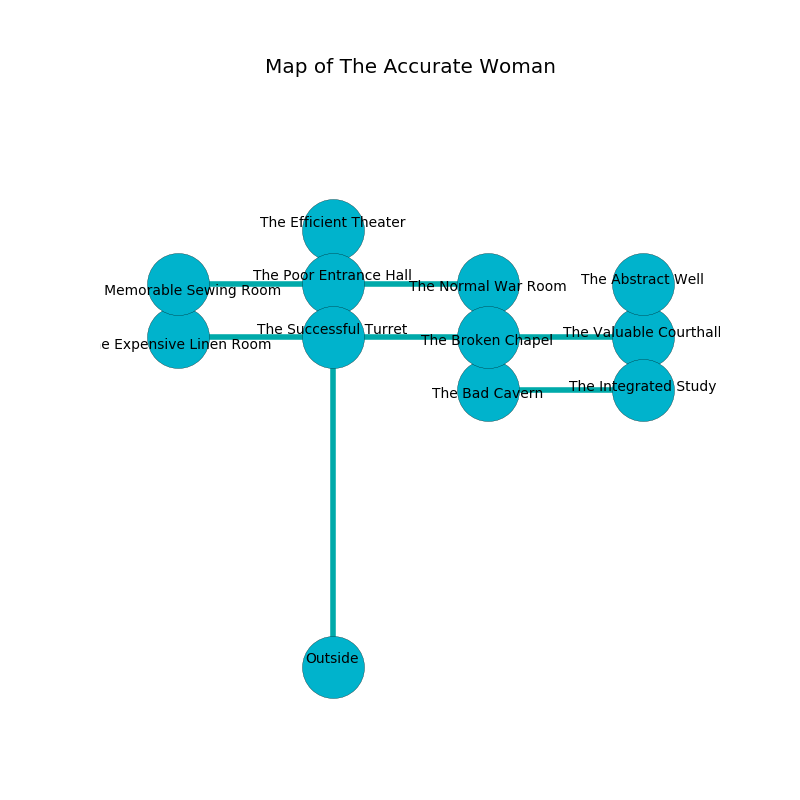 Map of The Accurate Woman
The Efficient Theater
The Poor Entrance Hall
The Abstract Well
The Normal War Room
Memorable Sewing Room
The Successful Turret
The Valuable Courthall
The Broken Chapel
e Expensive Linen Room
The Integrated Study
The Bad Cavern
Outside